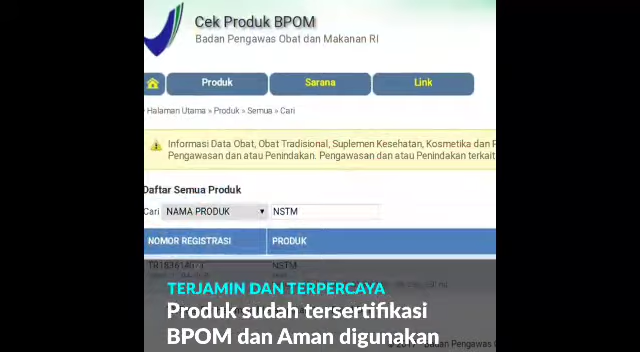 Cek Produk BPOM
Badan Pengawas Obat dan Makanan RI
Produk
Sarana
Link
Halaman Utama » Produk » Semua » Cari
Informasi Data Obat, Obat Tradisional, Suplemen Kesehatan, Kosmetika dan P
Pengawasan dan atau Penindakan. Pengawasan dan atau Penindakan terkait
Daftar Semua Produk
Cari NAMA PRODUK NSTM
NOMOR REGISTRASI PRODUK
NSTM
TERJAMIN DAN TERPERCAYA
Produk sudah tersertifikasi
BPOM dan Aman digunakan
Badan Pengawas